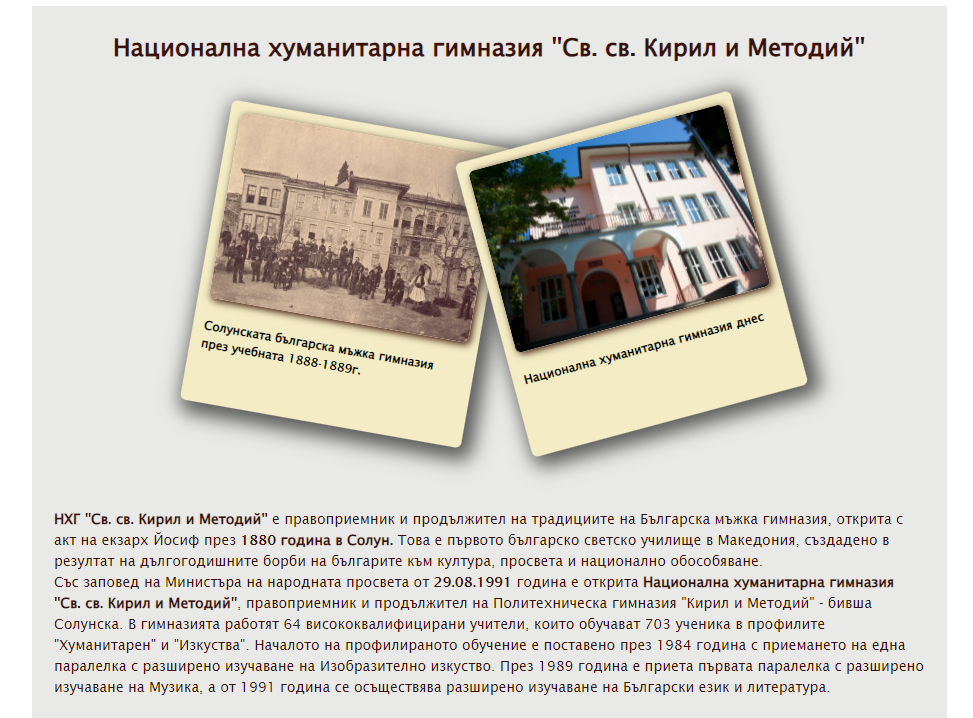 Национална хуманитарна гимназия "Св. св. Кирил и Методий"
Солунската българска мъжка гимназия
през учебната 1888-1889г.
Национална хуманитарна гимназия днес
НХГ "Св. св. Кирил и Методий" е правоприемник и продължител на традициите на Българска мъжка гимназия, открита с
акт на екзарх Йосиф през 1880 година в Солун. Това е първото българско светско училище в Македония, създадено в
резултат на дългогодишните борби на българите към култура, просвета и национално обособяване.
Със заповед на Министъра на народната просвета от 29.08.1991 година е открита Национална хуманитарна гимназия
"Св. св. Кирил и Методий", правоприемник и продължител на Политехническа гимназия "Кирил и Методий" - бивша
Солунска. В гимназията работят 64 висококвалифицирани учители, които обучават 703 ученика в профилите
"Хуманитарен" и "Изкуства". Началото на профилираното обучение е поставено през 1984 година с приемането на една
паралелка с разширено изучаване на Изобразително изкуство. През 1989 година е приета първата паралелка с разширено
изучаване на Музика, а от 1991 година се осъществява разширено изучаване на Български език и литература.